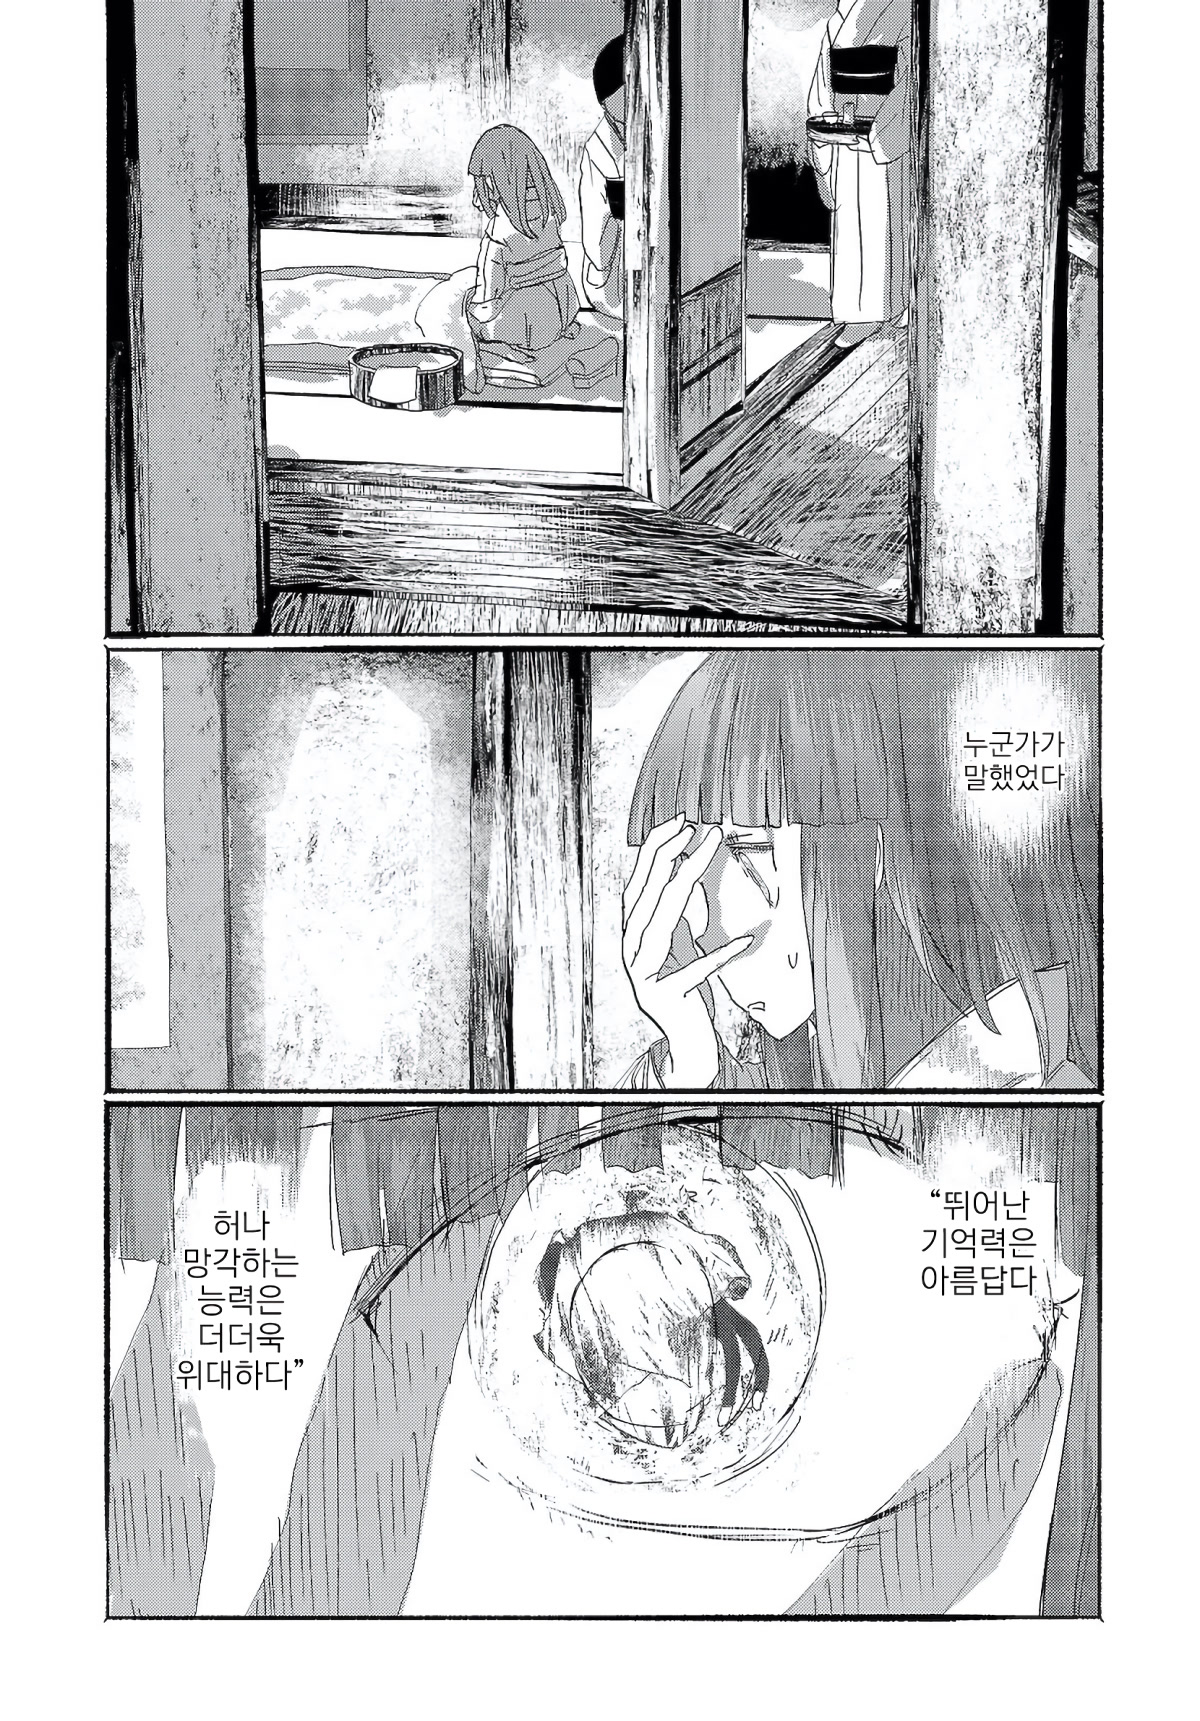 누군가가
말했었다
“뛰어난
기억력은
아름답다
허나
망각하는
능력은
더더욱
위대하다”